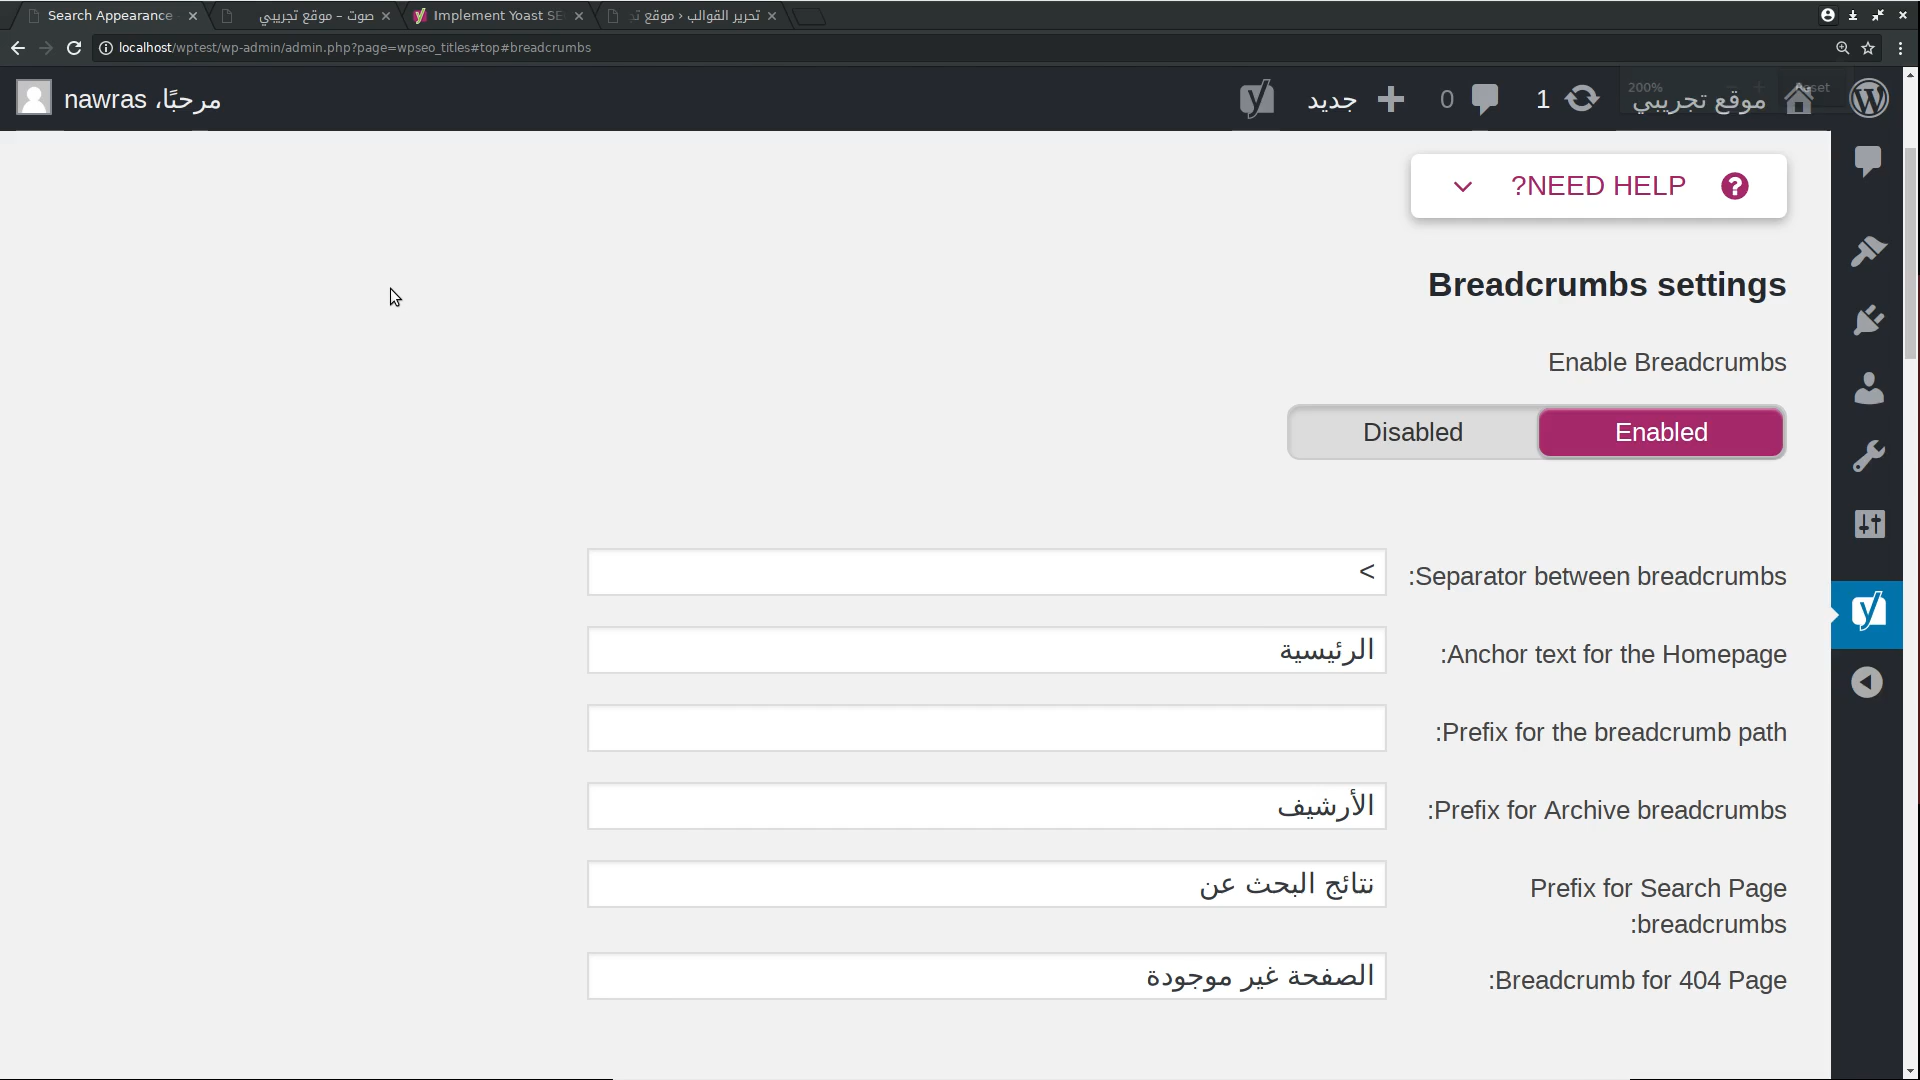 Search Appearance
صوت – موقع تجريبي
Implement Yoast SE
تحرير القوالب ‹ موقع تج
localhost/wptest/wp-admin/admin.php?page=wpseo_titles#top#breadcrumbs
موقع تجريبي
1
0
جديد
مرحبًا، nawras
200%
NEED HELP?
Breadcrumbs settings
Enable Breadcrumbs
Enabled
Disabled
Separator between breadcrumbs:
<
Anchor text for the Homepage:
الرئيسية
Prefix for the breadcrumb path:
Prefix for Archive breadcrumbs:
الأرشيف
Prefix for Search Page
breadcrumbs:
نتائج البحث عن
Breadcrumb for 404 Page:
الصفحة غير موجودة